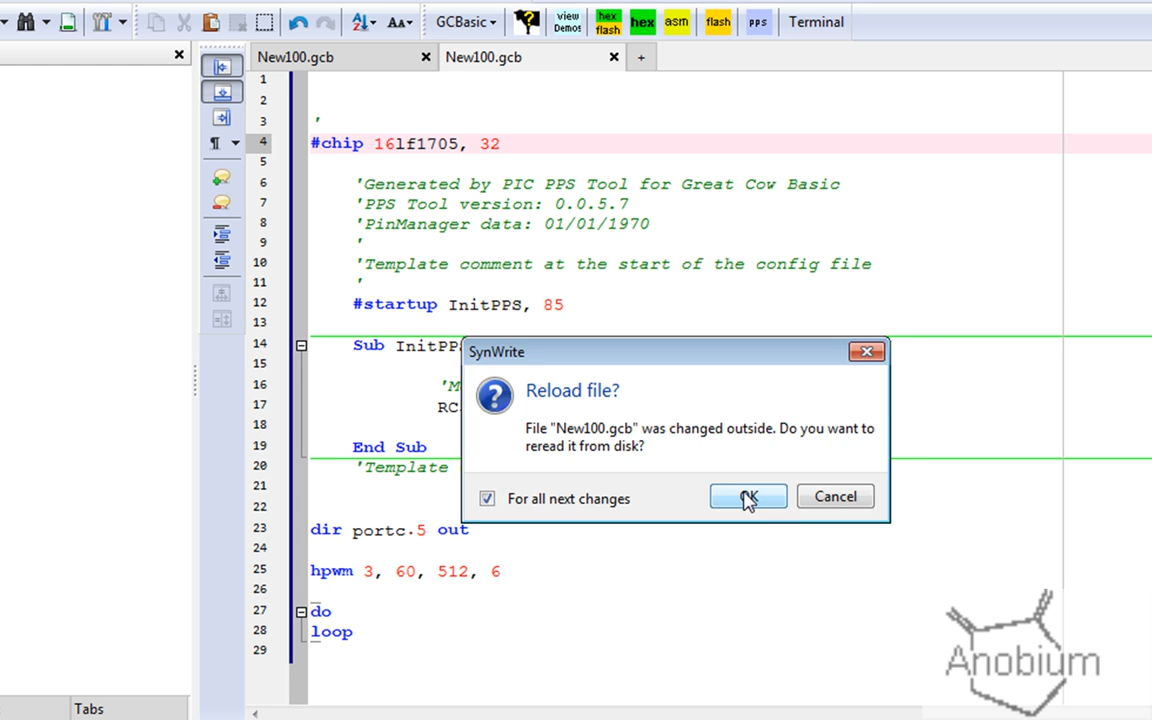 GCBasic
view
Demos
hex
flash
hex
asm
flash
pps
Terminal
New100.gcb
New100.gcb
1
2
3 '
4 #chip 16lf1705, 32
5
6 'Generated by PIC PPS Tool for Great Cow Basic
7 'PPS Tool version: 0.0.5.7
8 'PinManager data: 01/01/1970
9 '
10 'Template comment at the start of the config file
11 '
12 #startup InitPPS, 85
13
14 Sub InitPP
15
16 'M
17 RC
18
19 End Sub
20 'Template
21
22
23 dir portc.5 out
24
25 hpwm 3, 60, 512, 6
26
27 do
28 loop
29
SynWrite
Reload file?
File "New100.gcb" was changed outside. Do you want to
reread it from disk?
For all next changes
OK
Cancel
Tabs
Anobium